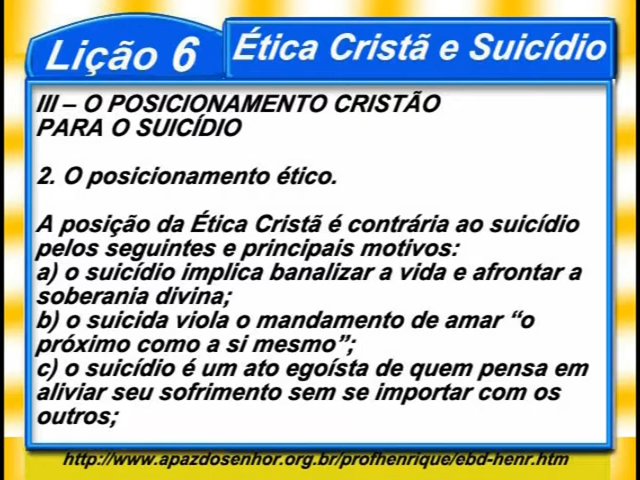 Lição 6
Ética Cristã e Suicídio
III – O POSICIONAMENTO CRISTÃO
PARA O SUICÍDIO
2. O posicionamento ético.
A posição da Ética Cristã é contrária ao suicídio
pelos seguintes e principais motivos:
a) o suicídio implica banalizar a vida e afrontar a
soberania divina;
b) o suicida viola o mandamento de amar “o
próximo como a si mesmo”;
c) o suicídio é um ato egoísta de quem pensa em
aliviar seu sofrimento sem se importar com os
outros;
http://www.apazdosenhor.org.br/profhenrique/ebd-henr.htm